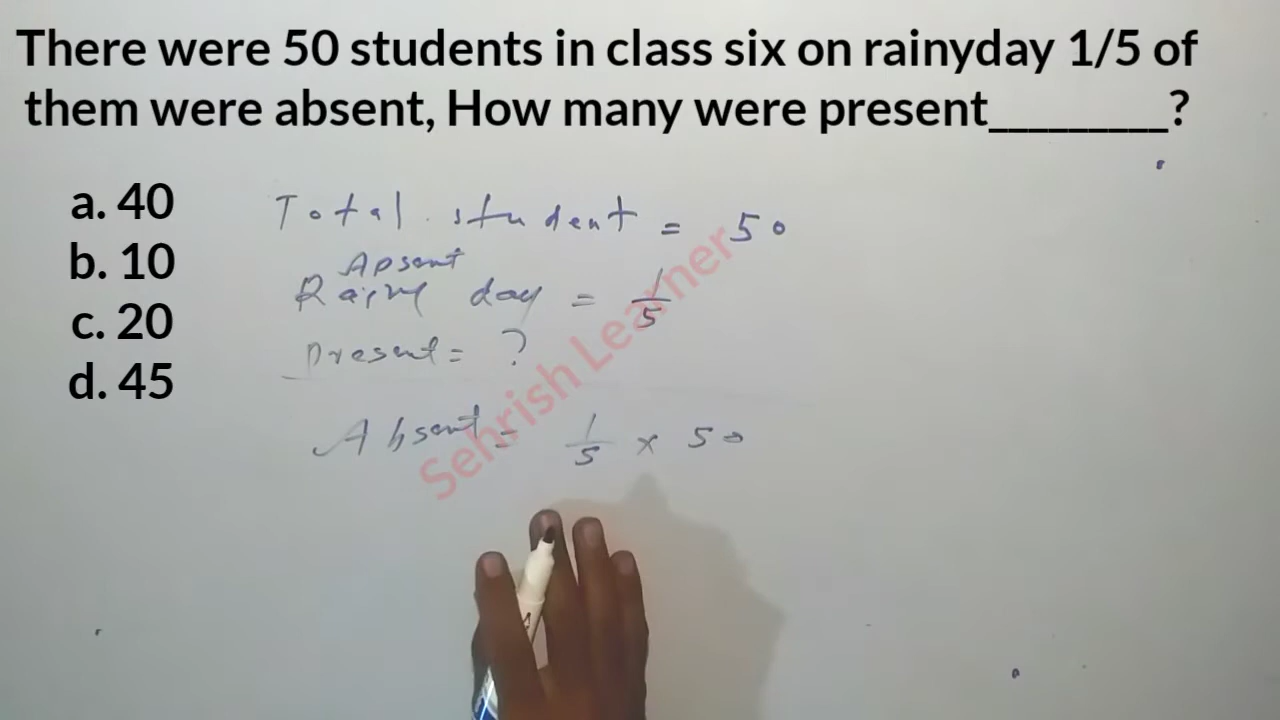 There were 50 students in class six on rainyday 1/5 of
them were absent, How many were present_________?
a. 40
b. 10
c. 20
d. 45
Total student = 50
Apsent
Rainy day = 1/5
Present = ?
Absent = 1/5 × 50
Sehrish Learner